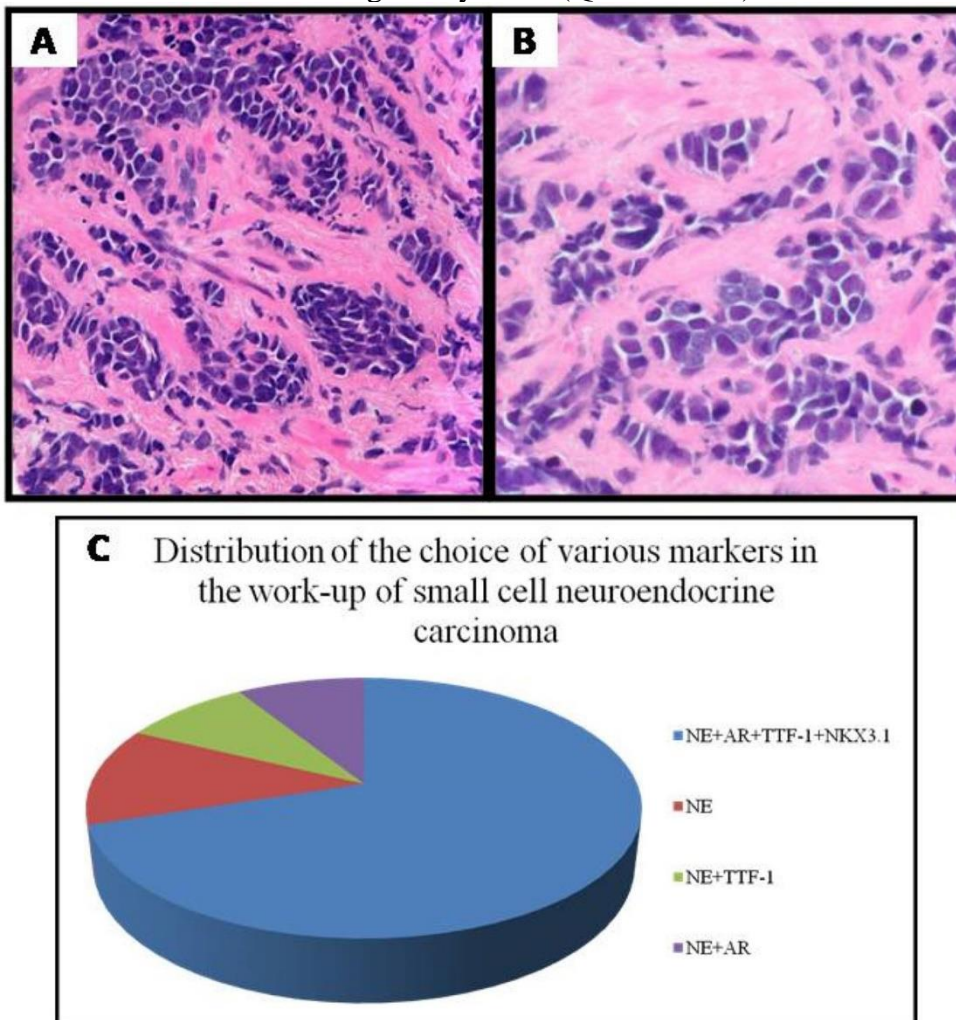 A
B
C Distribution of the choice of various markers in
the work-up of small cell neuroendocrine
carcinoma
NE+AR+TTF-1+NKX3.1
NE
NE+TTF-1
NE+AR